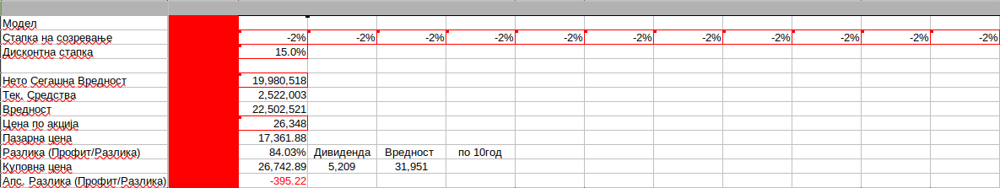 Модел
Стапка на созревање -2% -2% -2% -2% -2% -2% -2% -2% -2% -2% -2%
Дисконтна стапка 15.0%
Нето Сегашна Вредност 19,980,518
Тек. Средства 2,522,003
Вредност 22,502,521
Цена по акција 26,348
Пазарна цена 17,361.88
Разлика (Профит/Разлика) 84.03% Дивиденда Вредност по 10год
Куповна цена 26,742.89 5,209 31,951
Апс. Разлика (Профит/Разлика) -395.22